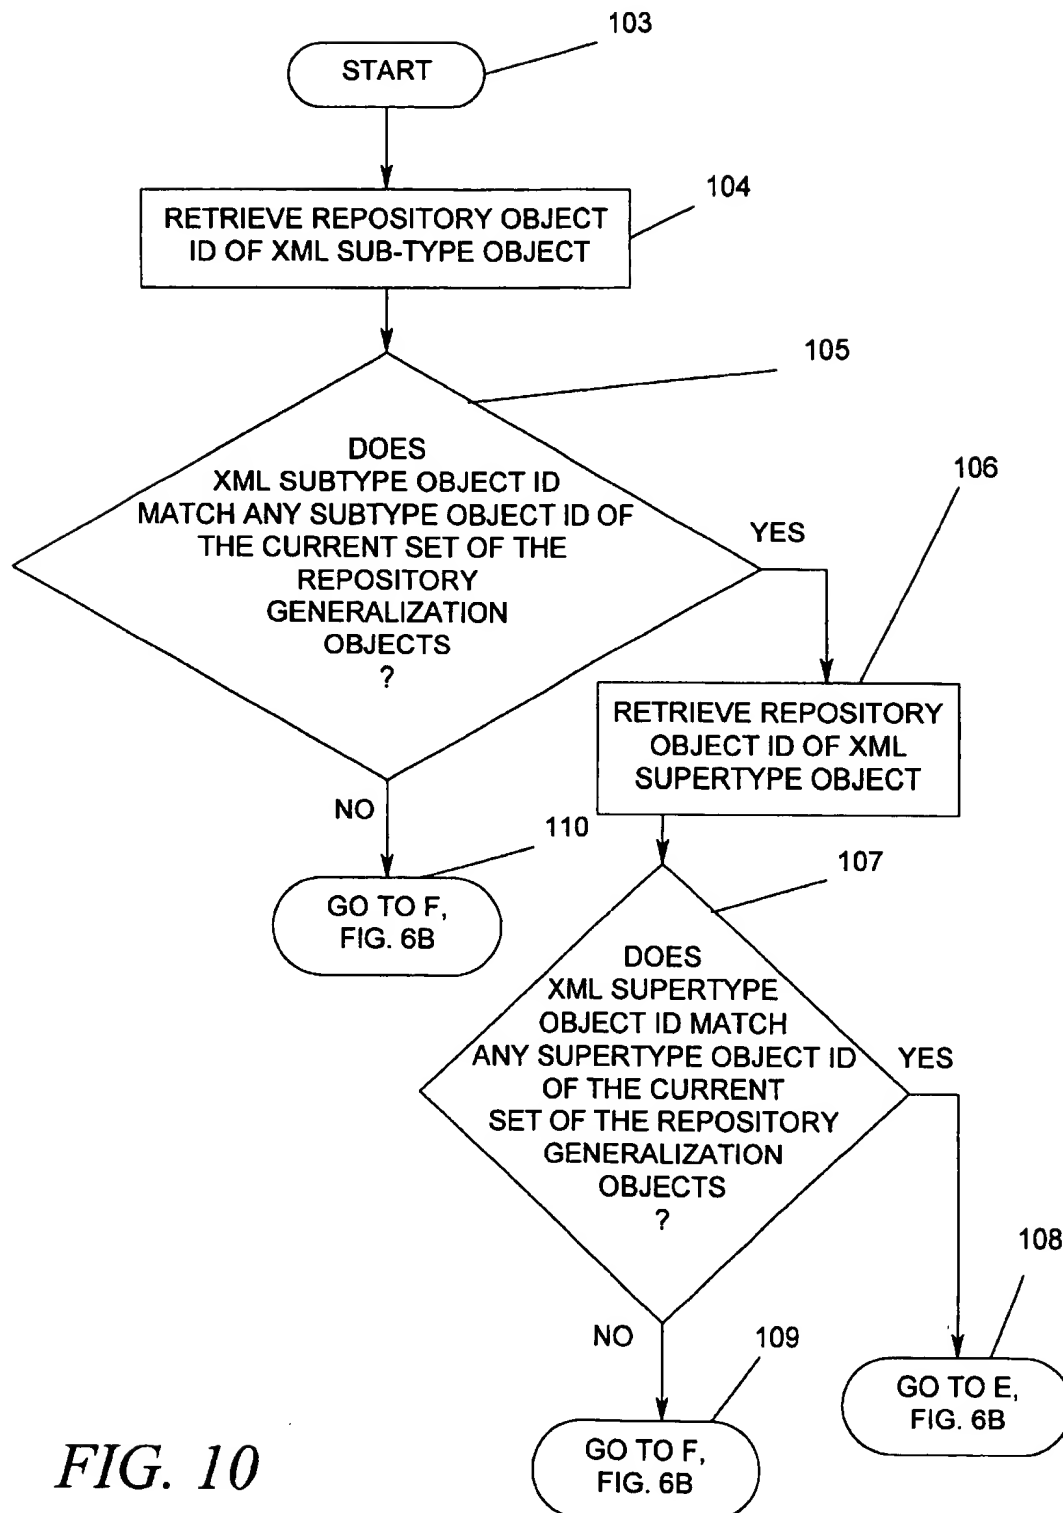 103
START
104
RETRIEVE REPOSITORY OBJECT
ID OF XML SUB-TYPE OBJECT
105
DOES
XML SUBTYPE OBJECT ID
MATCH ANY SUBTYPE OBJECT ID OF
THE CURRENT SET OF THE
REPOSITORY
GENERALIZATION
OBJECTS
?
YES
106
RETRIEVE REPOSITORY
OBJECT ID OF XML
SUPERTYPE OBJECT
NO
110
GO TO F,
FIG. 6B
107
DOES
XML SUPERTYPE
OBJECT ID MATCH
ANY SUPERTYPE OBJECT ID
OF THE CURRENT
SET OF THE REPOSITORY
GENERALIZATION
OBJECTS
?
YES
108
GO TO E,
FIG. 6B
NO
109
GO TO F,
FIG. 6B
FIG. 10